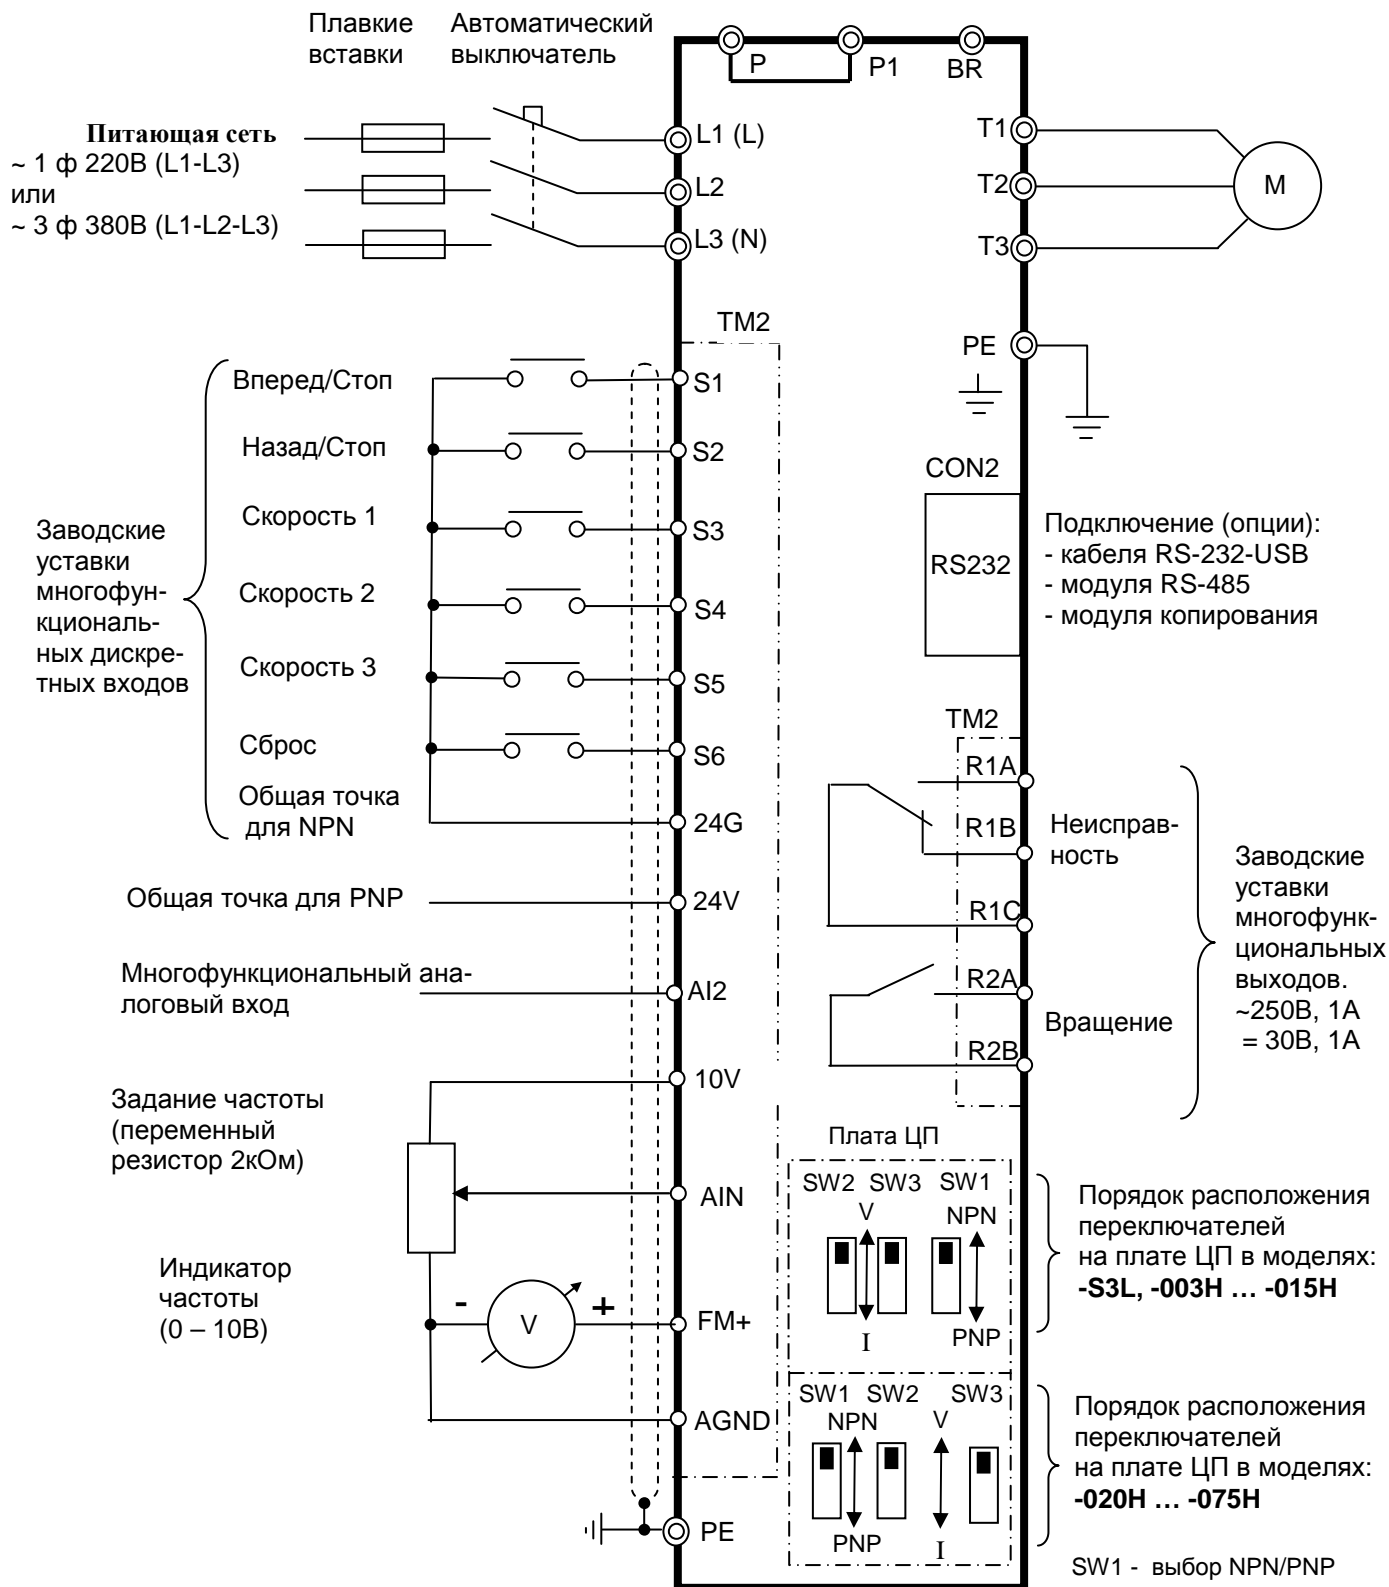 Плавкие
вставки
Автоматический
выключатель
P
P1
BR
Питающая сеть
~ 1 ф 220В (L1-L3)
или
~ 3 ф 380В (L1-L2-L3)
L1 (L)
L2
L3 (N)
T1
T2
T3
M
TM2
PE
Вперед/Стоп
S1
Назад/Стоп
S2
Скорость 1
S3
Скорость 2
S4
Скорость 3
S5
Сброс
S6
Общая точка
для NPN
24G
Заводские
уставки
многофун-
кциональ-
ных дискре-
тных входов
CON2
RS232
Подключение (опции):
- кабеля RS-232-USB
- модуля RS-485
- модуля копирования
TM2
R1A
R1B
R1C
R2A
R2B
Неисправ-
ность
Вращение
Заводские
уставки
многофунк-
циональных
выходов.
~250В, 1А
= 30В, 1А
Общая точка для PNP
24V
Многофункциональный ана-
логовый вход
AI2
10V
Задание частоты
(переменный
резистор 2кОм)
AIN
Индикатор
частоты
(0 – 10В)
-
V
+
FM+
AGND
PE
Плата ЦП
SW2 SW3 SW1
V
NPN
I
PNP
Порядок расположения
переключателей
на плате ЦП в моделях:
-S3L, -003H … -015H
SW1 SW2 SW3
NPN
V
PNP
I
Порядок расположения
переключателей
на плате ЦП в моделях:
-020H … -075H
SW1 - выбор NPN/PNP